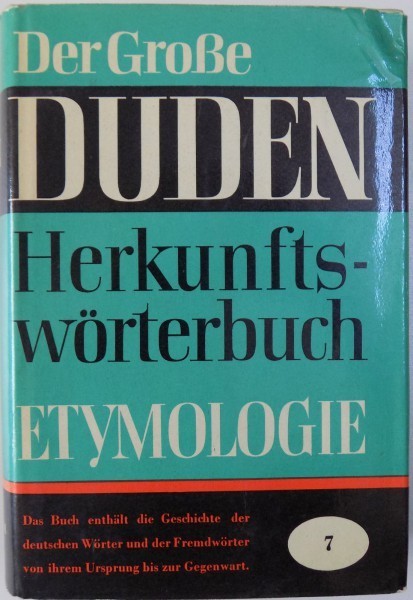 Der Große
DUDEN
Herkunfts-
wörterbuch
ETYMOLOGIE
Das Buch enthält die Geschichte der
deutschen Wörter und der Fremdwörter
von ihrem Ursprung bis zur Gegenwart.
7